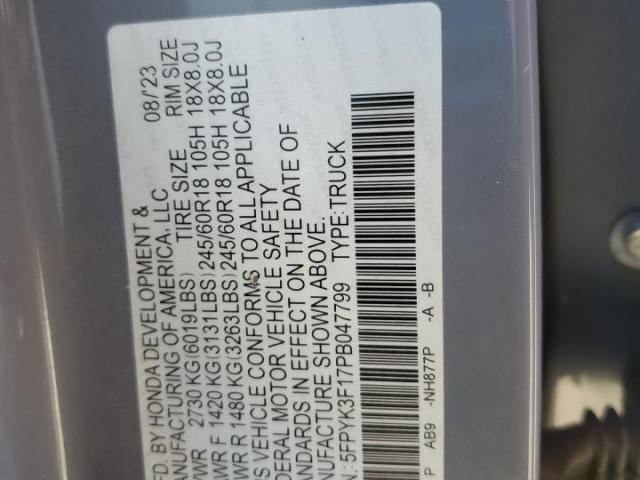 FD. BY HONDA DEVELOPMENT &
ANUFACTURING OF AMERICA, LLC 08/'23
VWR 2730 KG(6019LBS) TIRE SIZE RIM SIZE
WR F 1420 KG(3131LBS) 245/60R18 105H 18X8.0J
WR R 1480 KG(3263LBS) 245/60R18 105H 18X8.0J
S VEHICLE CONFORMS TO ALL APPLICABLE
DERAL MOTOR VEHICLE SAFETY
ANDARDS IN EFFECT ON THE DATE OF
NUFACTURE SHOWN ABOVE.
N:5FPYK3F17PB047799 TYPE:TRUCK
P AB9 -NH877P -A -B